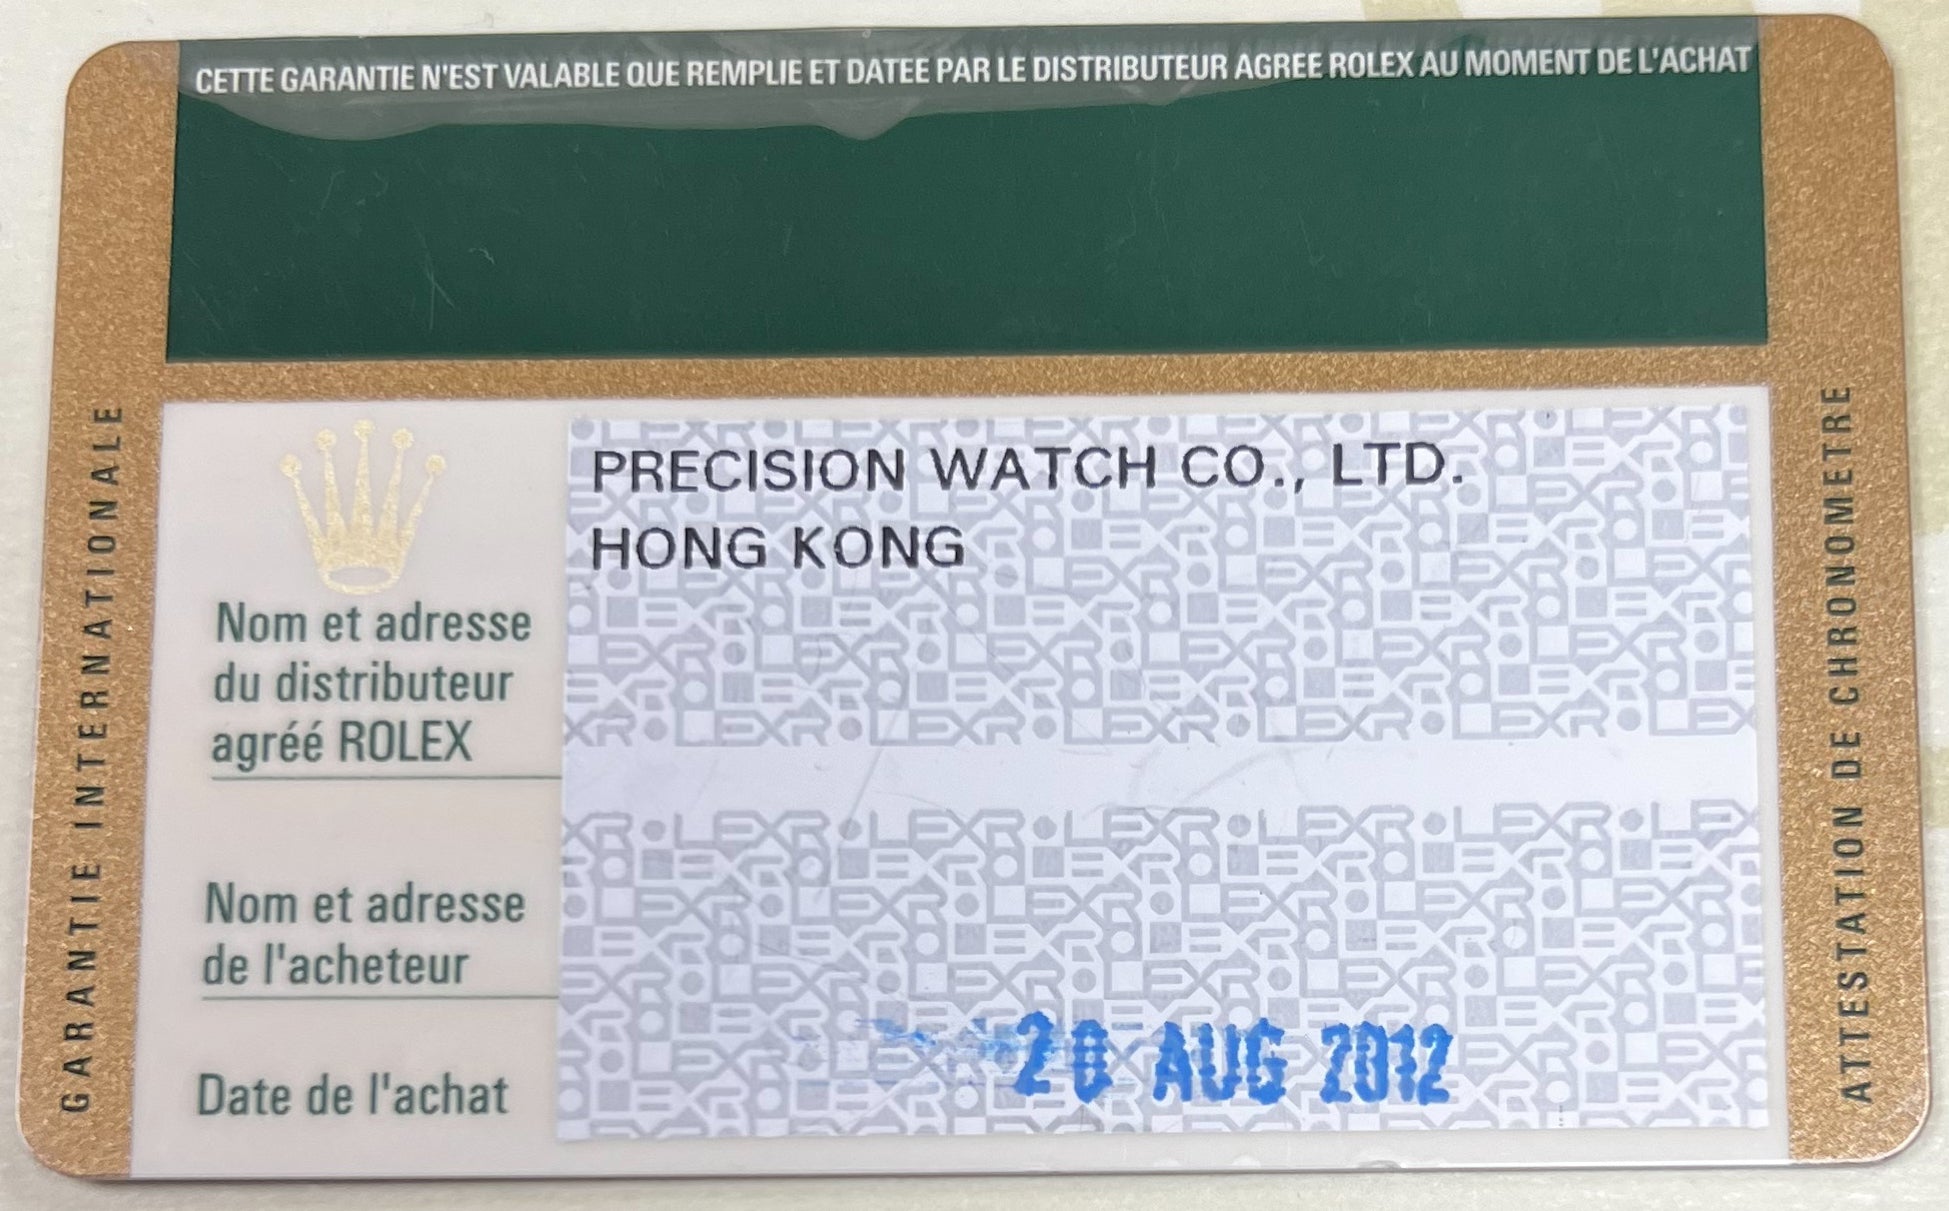 CETTE GARANTIE N'EST VALABLE QUE REMPLIE ET DATEE PAR LE DISTRIBUTEUR AGREE ROLEX AU MOMENT DE L'ACHAT
GARANTIE INTERNATIONALE
PRECISION WATCH CO., LTD.
HONG KONG
Nom et adresse
du distributeur
agréé ROLEX
Nom et adresse
de l'acheteur
Date de l'achat
20 AUG 2012
ATTESTATION DE CHRONOMETRE